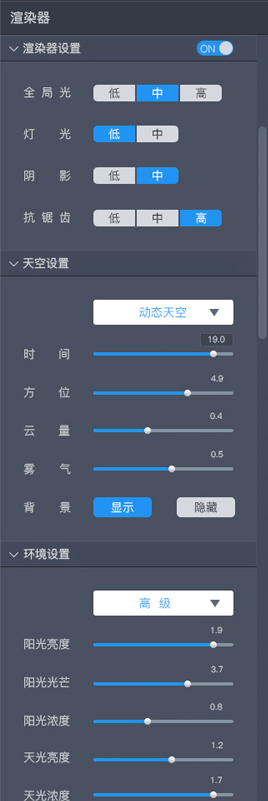 渲染器
渲染器设置 ON
全局光 低 中 高
灯光 低 中
阴影 低 中
抗锯齿 低 中 高
天空设置
动态天空
19.0
时间
4.9
方位
0.4
云量
0.5
雾气
背景 显示 隐藏
环境设置
高 级
1.9
阳光亮度
3.7
阳光光芒
0.8
阳光浓度
1.2
天光亮度
1.7
天光浓度